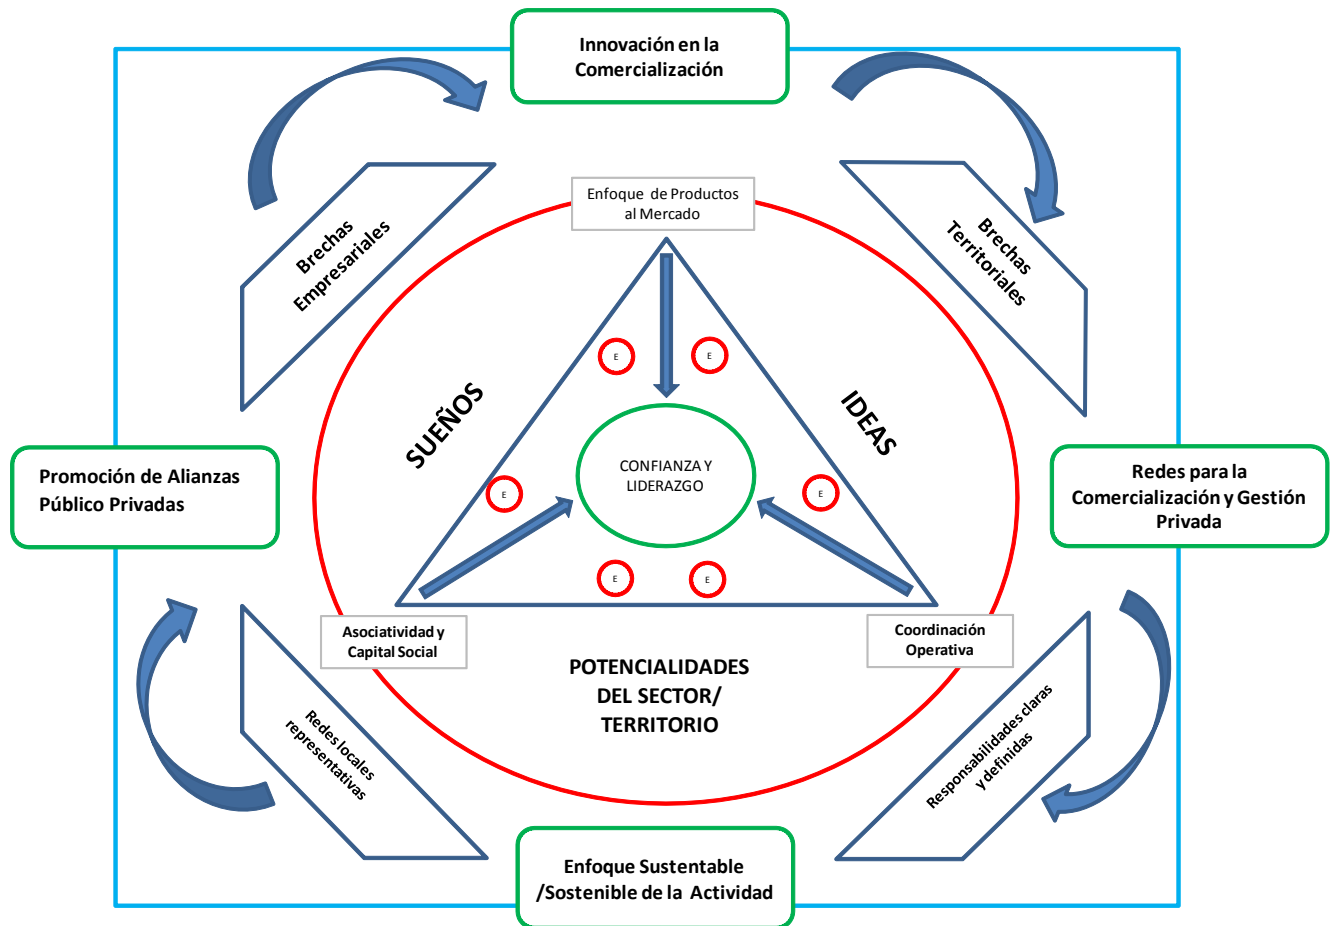 Innovación en la
Comercialización
Enfoque de Productos
al Mercado
Brechas
Empresariales
Brechas
Territoriales
E
E
SUEÑOS
IDEAS
CONFIANZA Y
LIDERAZGO
Promoción de Alianzas
Público Privadas
Redes para la
Comercialización y Gestión
Privada
E
E
E
E
Asociatividad y
Capital Social
Coordinación
Operativa
POTENCIALIDADES
DEL SECTOR/
TERRITORIO
Redes locales
representativas
Responsabilidades claras
y definidas
Enfoque Sustentable
/Sostenible de la Actividad